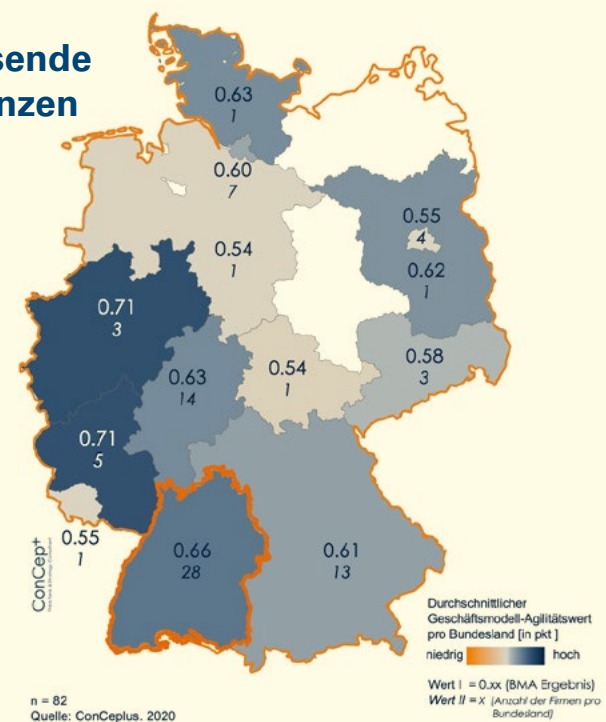 sende
nzen
0.63
1
0.60
7
0.55
4
0.54
1
0.62
1
0.71
3
0.58
3
0.63
14
0.54
1
0.71
5
0.55
1
0.66
28
0.61
13
ConCep+
Durchschnittlicher
Geschäftsmodell-Agilitätswert
pro Bundesland [in pkt ]
niedrig hoch
Wert I = 0.xx (BMA Ergebnis)
Wert II = x (Anzahl der Firmen pro
Bundesland)
n = 82
Quelle: ConCeplus. 2020